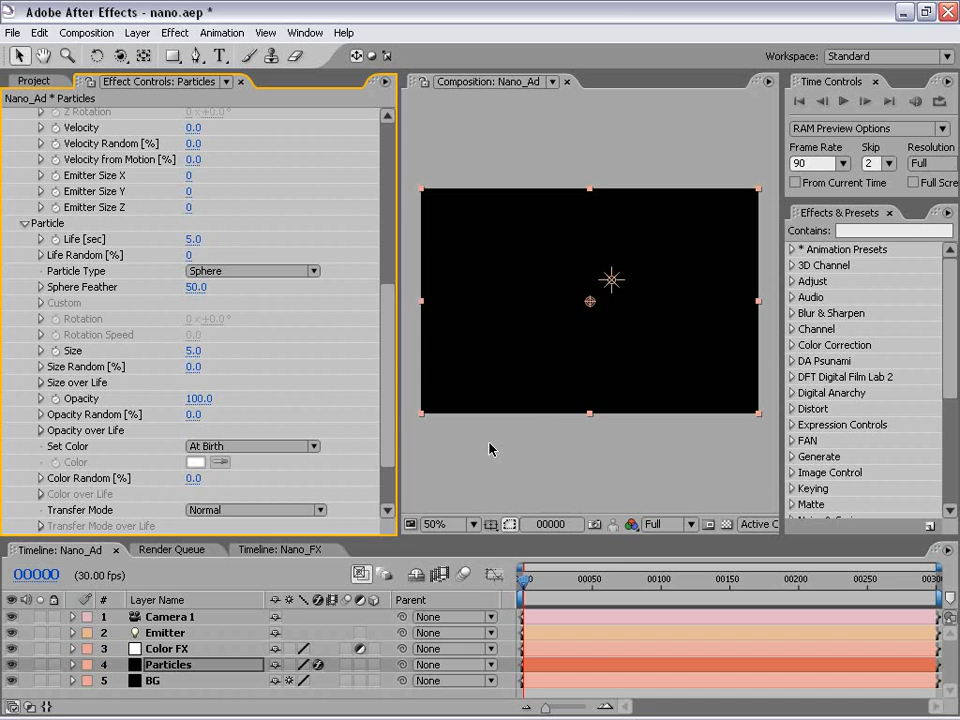 Adobe After Effects - nano.aep *
File Edit Composition Layer Effect Animation View Window Help
Workspace: Standard
Project Effect Controls: Particles
Nano_Ad * Particles
Z Rotation 0 x +0.0 °
Velocity 0.0
Velocity Random [%] 0.0
Velocity from Motion [%] 0.0
Emitter Size X 0
Emitter Size Y 0
Emitter Size Z 0
Particle
Life [sec] 5.0
Life Random [%] 0
Particle Type Sphere
Sphere Feather 50.0
Custom
Rotation 0 x +0.0 °
Rotation Speed 0.0
Size 5.0
Size Random [%] 0.0
Size over Life
Opacity 100.0
Opacity Random [%] 0.0
Opacity over Life
Set Color At Birth
Color
Color Random [%] 0.0
Color over Life
Transfer Mode Normal
Transfer Mode over Life
Composition: Nano_Ad
50% 00000 Full Active C
Time Controls
RAM Preview Options
Frame Rate Skip Resolution
90 2 Full
From Current Time Full Scre
Effects & Presets
Contains:
* Animation Presets
3D Channel
Adjust
Audio
Blur & Sharpen
Channel
Color Correction
DA Psunami
DFT Digital Film Lab 2
Digital Anarchy
Distort
Expression Controls
FAN
Generate
Image Control
Keying
Matte
Timeline: Nano_Ad Render Queue Timeline: Nano_FX
00000 (30.00 fps)
0 00050 00100 00150 00200 00250 0030
# Layer Name Parent
1 Camera 1 None
2 Emitter None
3 Color FX None
4 Particles None
5 BG None